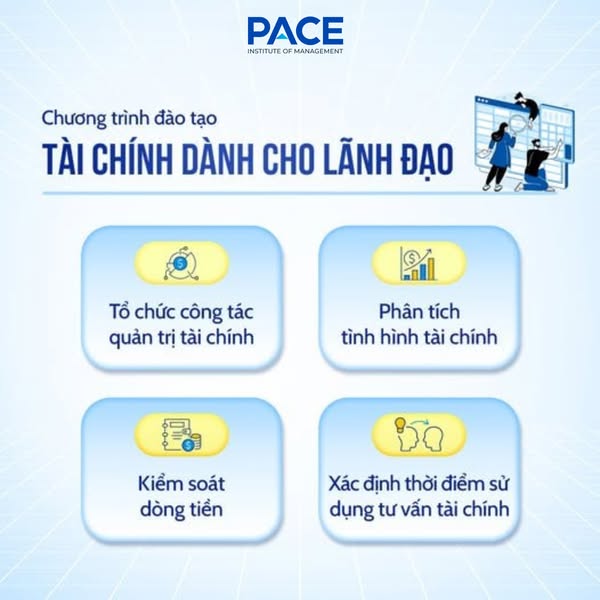 PACE
INSTITUTE OF MANAGEMENT
Chương trình đào tạo
TÀI CHÍNH DÀNH CHO LÃNH ĐẠO
Tổ chức công tác
quản trị tài chính
Phân tích
tình hình tài chính
Kiểm soát
dòng tiền
Xác định thời điểm sử
dụng tư vấn tài chính